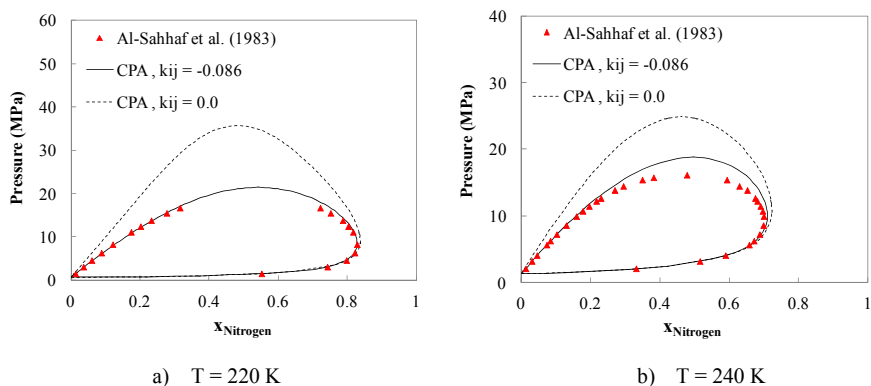 60
50
40
30
20
10
0
Pressure (MPa)
Al-Sahhaf et al. (1983)
CPA , kij = -0.086
CPA , kij = 0.0
0 0.2 0.4 0.6 0.8 1
xNitrogen
a) T = 220 K
40
30
20
10
0
Pressure (MPa)
Al-Sahhaf et al. (1983)
CPA , kij = -0.086
CPA , kij = 0.0
0 0.2 0.4 0.6 0.8 1
xNitrogen
b) T = 240 K